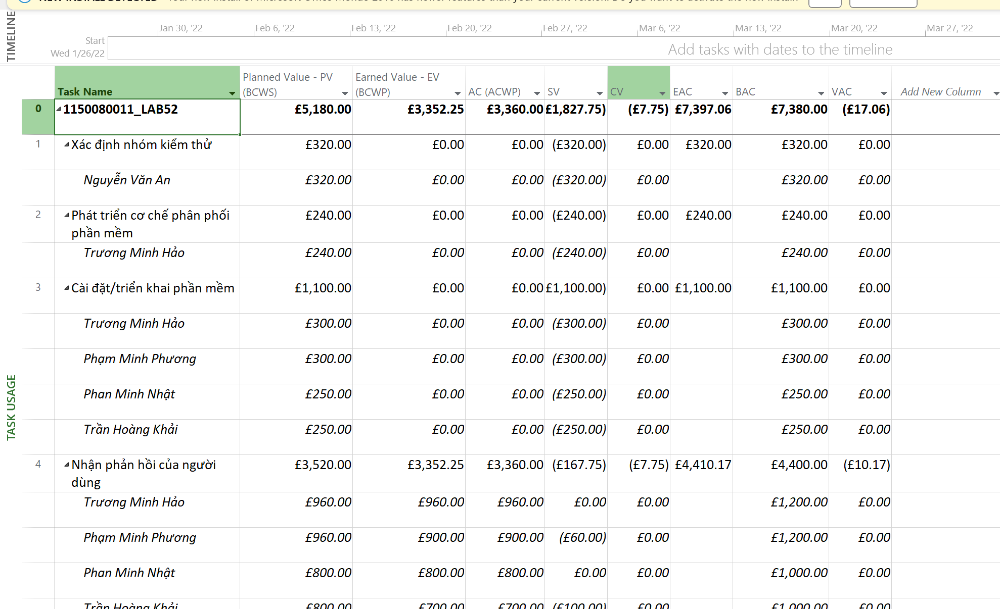 TIMELINE
Jan 30, '22 Feb 6, '22 Feb 13, '22 Feb 20, '22 Feb 27, '22 Mar 6, '22 Mar 13, '22 Mar 20, '22 Mar 27, '22
Start
Wed 1/26/22
Add tasks with dates to the timeline
TASK USAGE
Task Name Planned Value - PV (BCWS) Earned Value - EV (BCWP) AC (ACWP) SV CV EAC BAC VAC Add New Column
0 1150080011_LAB52 £5,180.00 £3,352.25 £3,360.00 £1,827.75) (£7.75) £7,397.06 £7,380.00 (£17.06)
1 Xác định nhóm kiểm thử £320.00 £0.00 £0.00 (£320.00) £0.00 £320.00 £320.00 £0.00
Nguyễn Văn An £320.00 £0.00 £0.00 (£320.00) £0.00 £320.00 £0.00
2 Phát triển cơ chế phân phối phần mềm £240.00 £0.00 £0.00 (£240.00) £0.00 £240.00 £240.00 £0.00
Trương Minh Hảo £240.00 £0.00 £0.00 (£240.00) £0.00 £240.00 £0.00
3 Cài đặt/triển khai phần mềm £1,100.00 £0.00 £0.00 £1,100.00) £0.00 £1,100.00 £1,100.00 £0.00
Trương Minh Hảo £300.00 £0.00 £0.00 (£300.00) £0.00 £300.00 £0.00
Phạm Minh Phương £300.00 £0.00 £0.00 (£300.00) £0.00 £300.00 £0.00
Phan Minh Nhật £250.00 £0.00 £0.00 (£250.00) £0.00 £250.00 £0.00
Trần Hoàng Khải £250.00 £0.00 £0.00 (£250.00) £0.00 £250.00 £0.00
4 Nhận phản hồi của người dùng £3,520.00 £3,352.25 £3,360.00 (£167.75) (£7.75) £4,410.17 £4,400.00 (£10.17)
Trương Minh Hảo £960.00 £960.00 £960.00 £0.00 £0.00 £1,200.00 £0.00
Phạm Minh Phương £960.00 £900.00 £900.00 (£60.00) £0.00 £1,200.00 £0.00
Phan Minh Nhật £800.00 £800.00 £800.00 £0.00 £0.00 £1,000.00 £0.00
Trần Hoàng Khải £800.00 £700.00 £700.00 (£100.00) £0.00 £1,000.00 £0.00